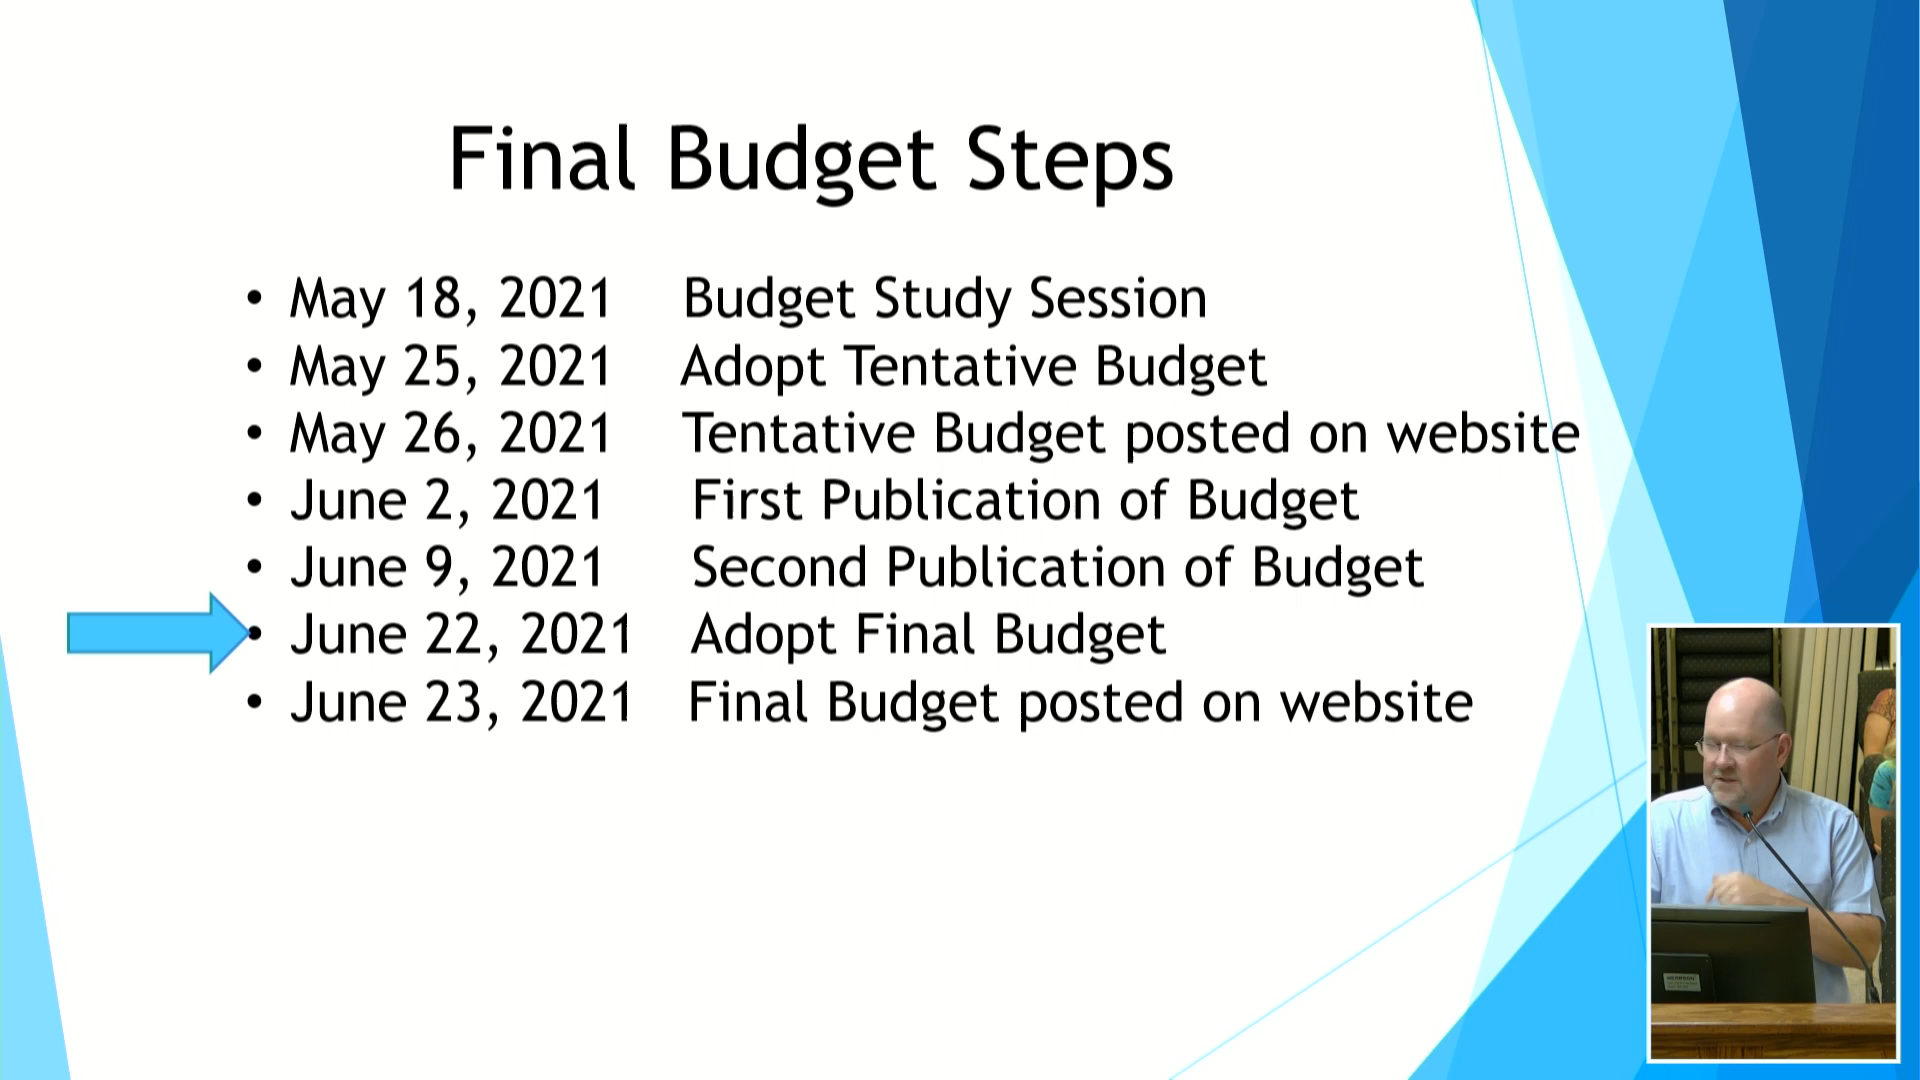 Final Budget Steps
• May 18, 2021 Budget Study Session
• May 25, 2021 Adopt Tentative Budget
• May 26, 2021 Tentative Budget posted on website
• June 2, 2021 First Publication of Budget
• June 9, 2021 Second Publication of Budget
• June 22, 2021 Adopt Final Budget
• June 23, 2021 Final Budget posted on website